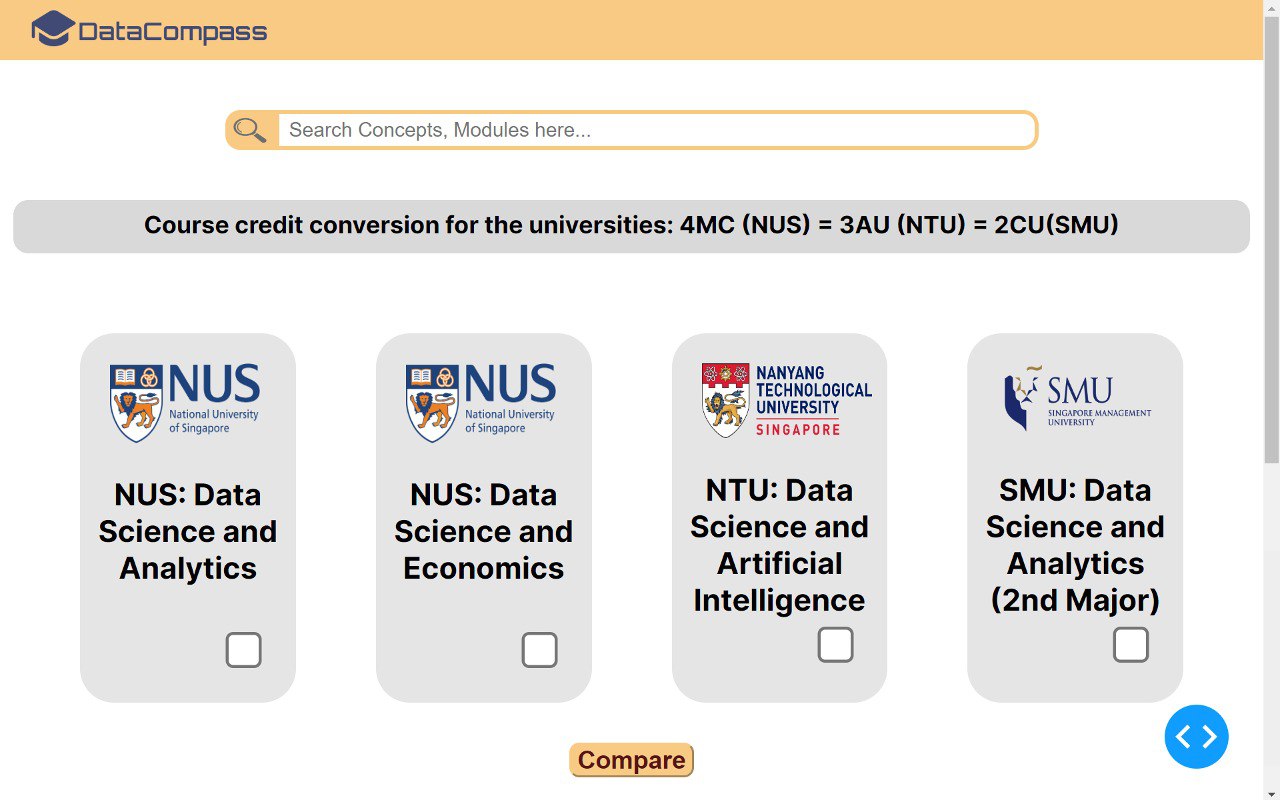 DataCompass
Search Concepts, Modules here...
Course credit conversion for the universities: 4MC (NUS) = 3AU (NTU) = 2CU(SMU)
NUS
National University
of Singapore
NUS: Data
Science and
Analytics
NUS
National University
of Singapore
NUS: Data
Science and
Economics
NANYANG
TECHNOLOGICAL
UNIVERSITY
SINGAPORE
NTU: Data
Science and
Artificial
Intelligence
SMU
SINGAPORE MANAGEMENT
UNIVERSITY
SMU: Data
Science and
Analytics
(2nd Major)
Compare